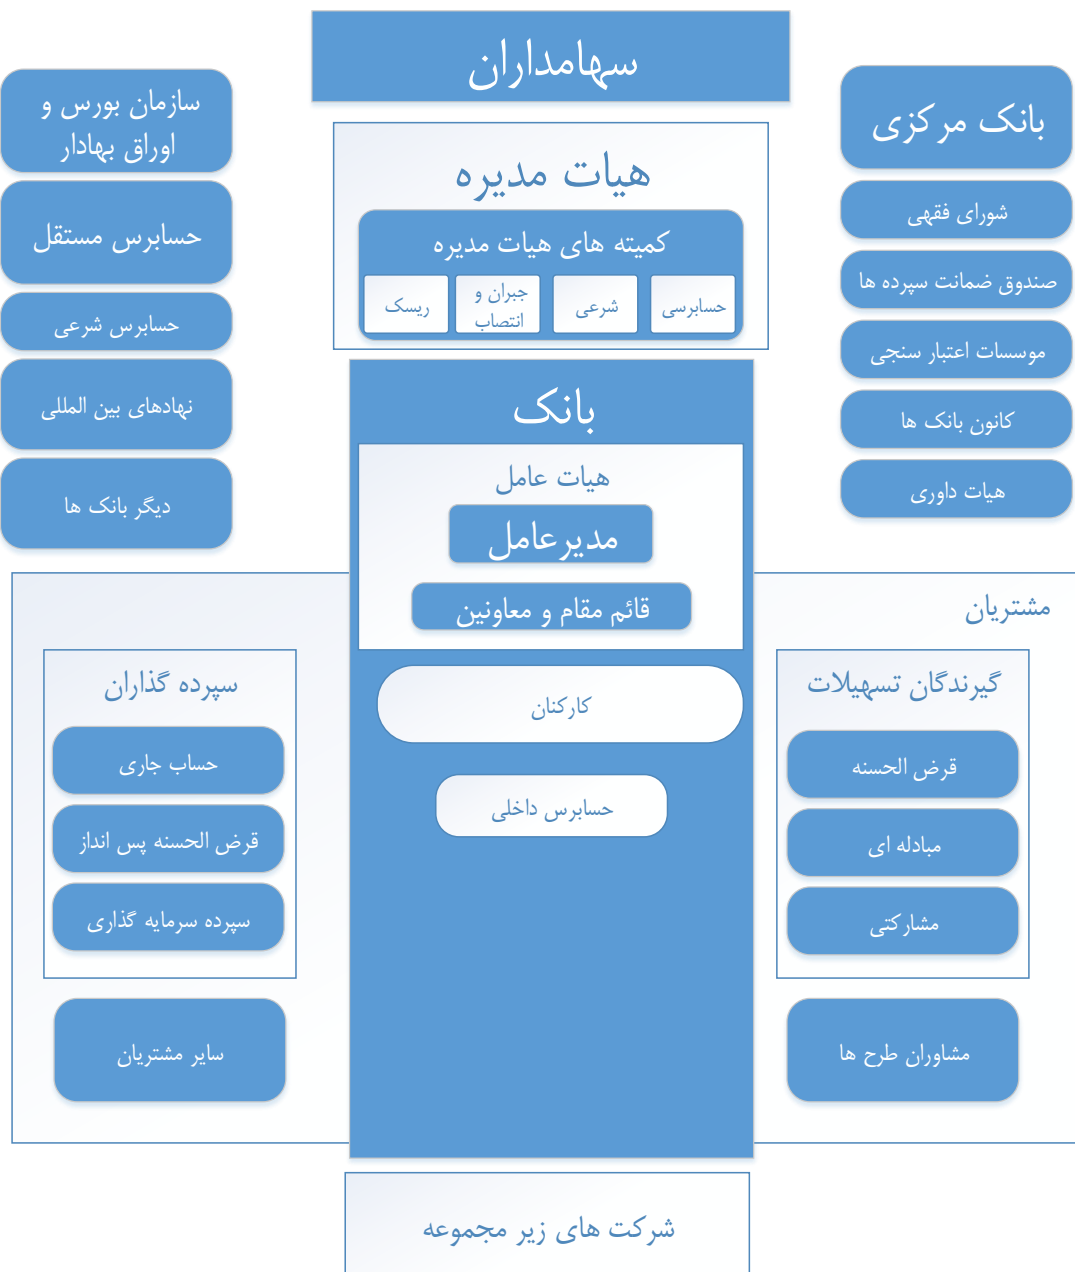 سهامداران
بانک مرکزی
شورای فقهی
صندوق ضمانت سپرده ها
موسسات اعتبار سنجی
کانون بانک ها
هیات داوری
هیات مدیره
کمیته های هیات مدیره
حسابرسی
شرعی
جبران و
انتصاب
ریسک
سازمان بورس و
اوراق بهادار
حسابرس مستقل
حسابرس شرعی
نهادهای بین المللی
دیگر بانک ها
بانک
هیات عامل
مدیرعامل
قائم مقام و معاونین
کارکنان
حسابرس داخلی
مشتریان
گیرندگان تسهیلات
قرض الحسنه
مبادله ای
مشارکتی
مشاوران طرح ها
سپرده گذاران
حساب جاری
قرض الحسنه پس انداز
سپرده سرمایه گذاری
سایر مشتریان
شرکت های زیر مجموعه